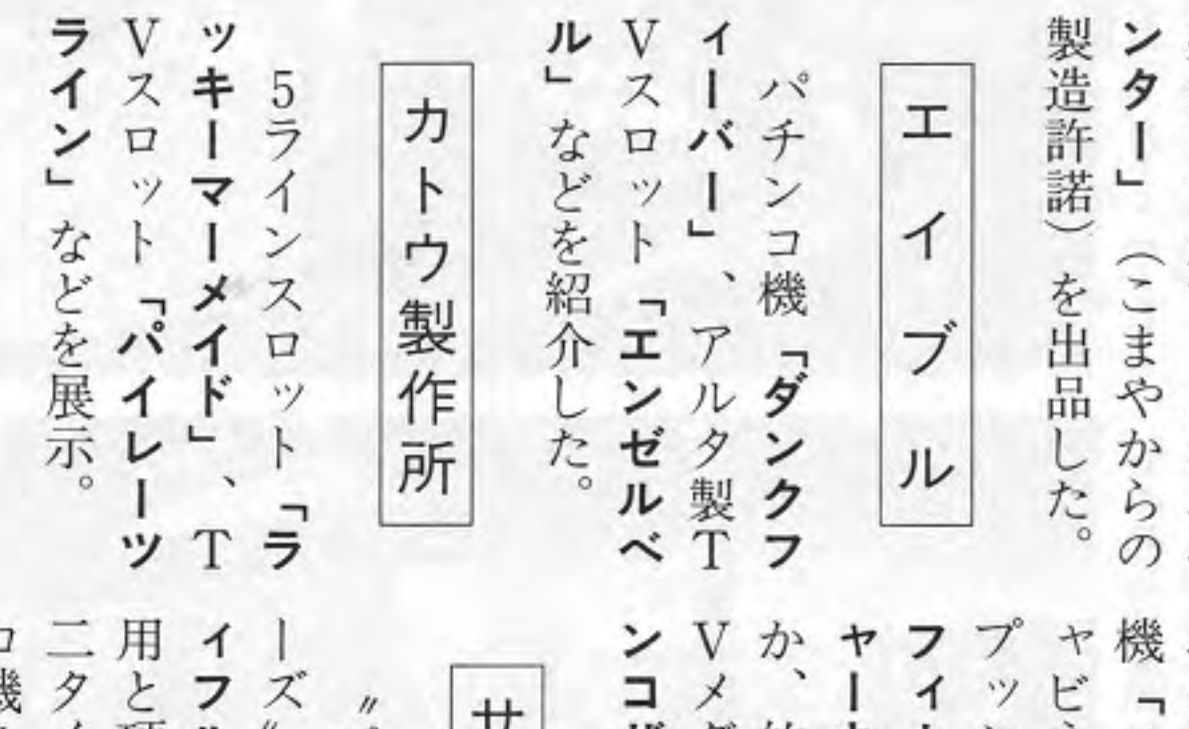 ンター」（こまやからの
製造許諾）を出品した。
エイブル
パチンコ機「ダンクフ
ィーバー」、アルタ製T
Vスロット「エンゼルベ
ル」などを紹介した。
カトウ製作所
5ラインスロット「ラ
ッキーマーメイド」、T
Vスロット「パイレーツ
ライン」などを展示。
機「
ャビ
プッ
フィ
ャー
か、
Vメダ
ンコ
サ
ーズ
ィフ
用と
二タ